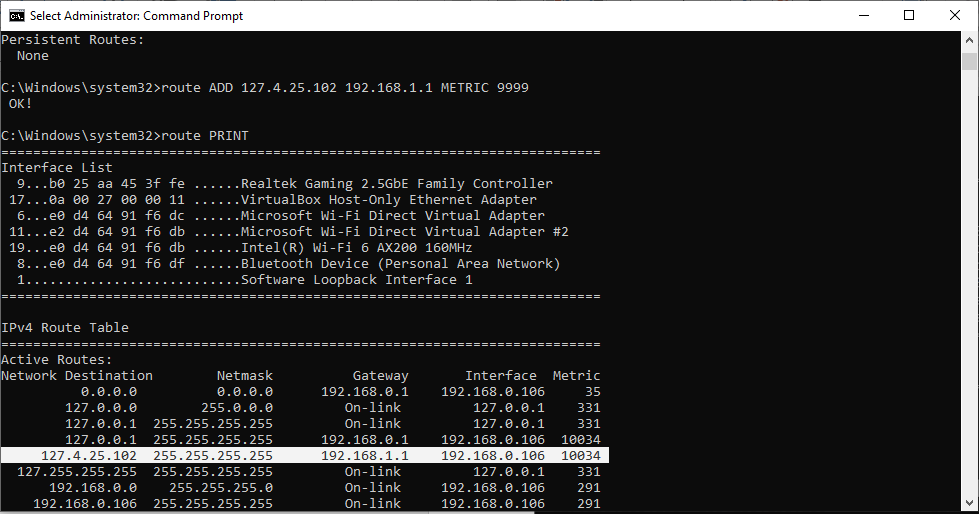 Select Administrator: Command Prompt
Persistent Routes:
  None
C:\Windows\system32>route ADD 127.4.25.102 192.168.1.1 METRIC 9999
 OK!
C:\Windows\system32>route PRINT
===========================================================================
Interface List
  9...b0 25 aa 45 3f fe ......Realtek Gaming 2.5GbE Family Controller
 17...0a 00 27 00 00 11 ......VirtualBox Host-Only Ethernet Adapter
  6...e0 d4 64 91 f6 dc ......Microsoft Wi-Fi Direct Virtual Adapter
 11...e2 d4 64 91 f6 db ......Microsoft Wi-Fi Direct Virtual Adapter #2
 19...e0 d4 64 91 f6 db ......Intel(R) Wi-Fi 6 AX200 160MHz
  8...e0 d4 64 91 f6 df ......Bluetooth Device (Personal Area Network)
  1...........................Software Loopback Interface 1
===========================================================================
IPv4 Route Table
===========================================================================
Active Routes:
Network Destination        Netmask          Gateway       Interface  Metric
          0.0.0.0          0.0.0.0      192.168.0.1    192.168.0.106     35
        127.0.0.0        255.0.0.0         On-link         127.0.0.1    331
        127.0.0.1  255.255.255.255         On-link         127.0.0.1    331
        127.0.0.1  255.255.255.255      192.168.0.1    192.168.0.106  10034
     127.4.25.102  255.255.255.255      192.168.1.1    192.168.0.106  10034
  127.255.255.255  255.255.255.255         On-link         127.0.0.1    331
      192.168.0.0    255.255.255.0         On-link     192.168.0.106    291
    192.168.0.106  255.255.255.255         On-link     192.168.0.106    291